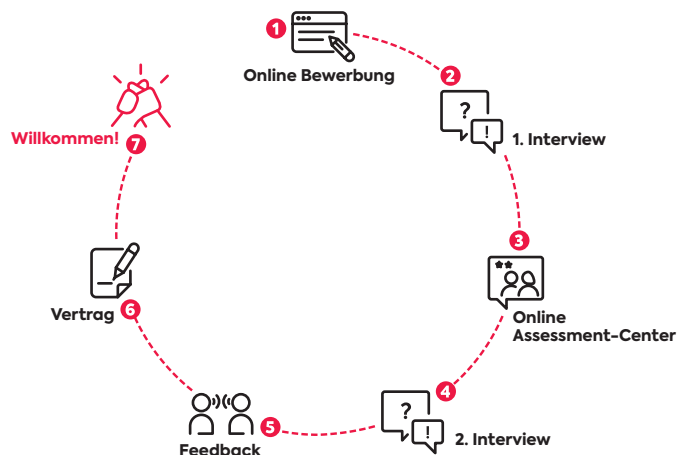 1
Online Bewerbung
2
? !
1. Interview
3
Online
Assessment-Center
4
? !
2. Interview
5
Feedback
6
Vertrag
7
Willkommen!